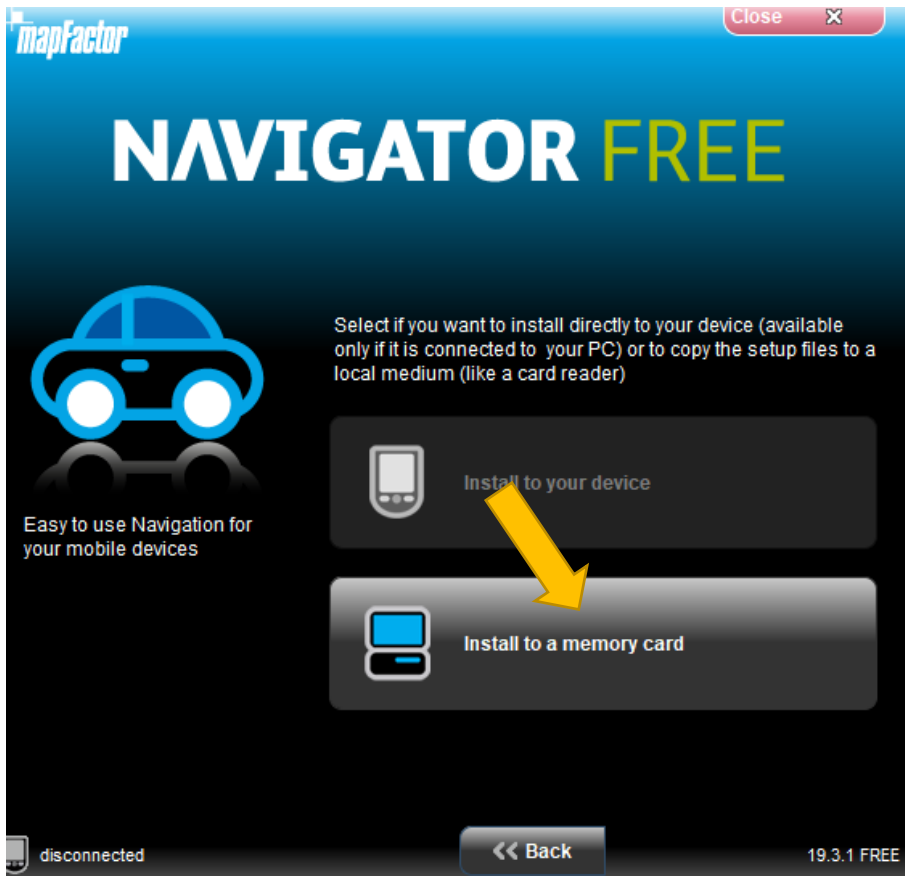 Close X
mapFactor
NAVIGATOR FREE
Select if you want to install directly to your device (available
only if it is connected to your PC) or to copy the setup files to a
local medium (like a card reader)
Install to your device
Easy to use Navigation for
your mobile devices
Install to a memory card
disconnected
<< Back
19.3.1 FREE